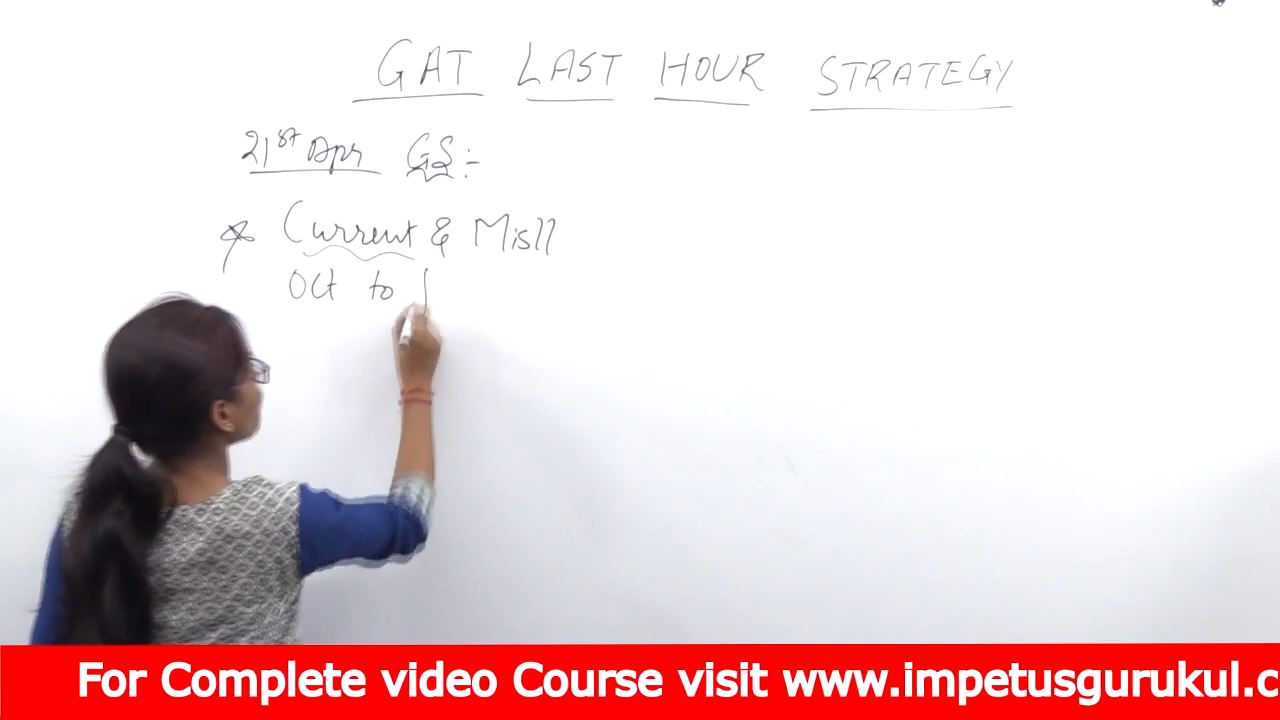 GAT LAST HOUR STRATEGY
21st Apr GS:-
Current & Misll
Oct to
For Complete video Course visit www.impetusgurukul.c